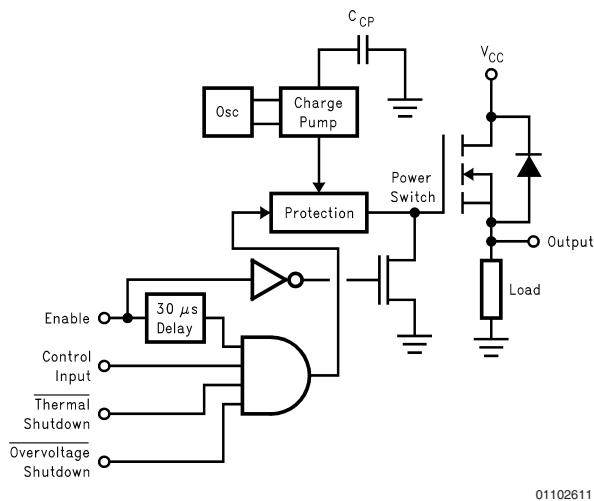 C CP
V CC
Osc
Charge
Pump
Power
Switch
Protection
Output
Load
Enable
30 μs
Delay
Control
Input
Thermal
Shutdown
Overvoltage
Shutdown
01102611